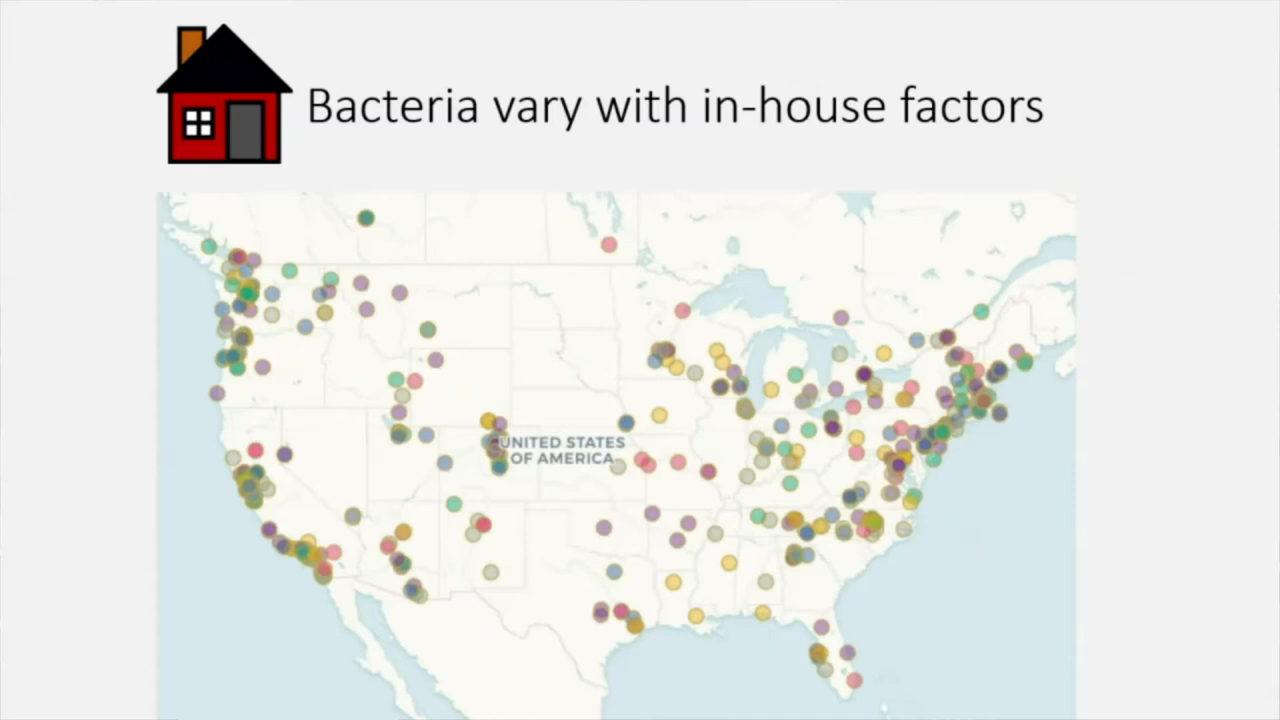 Bacteria vary with in-house factors
UNITED STATES
OF AMERICA